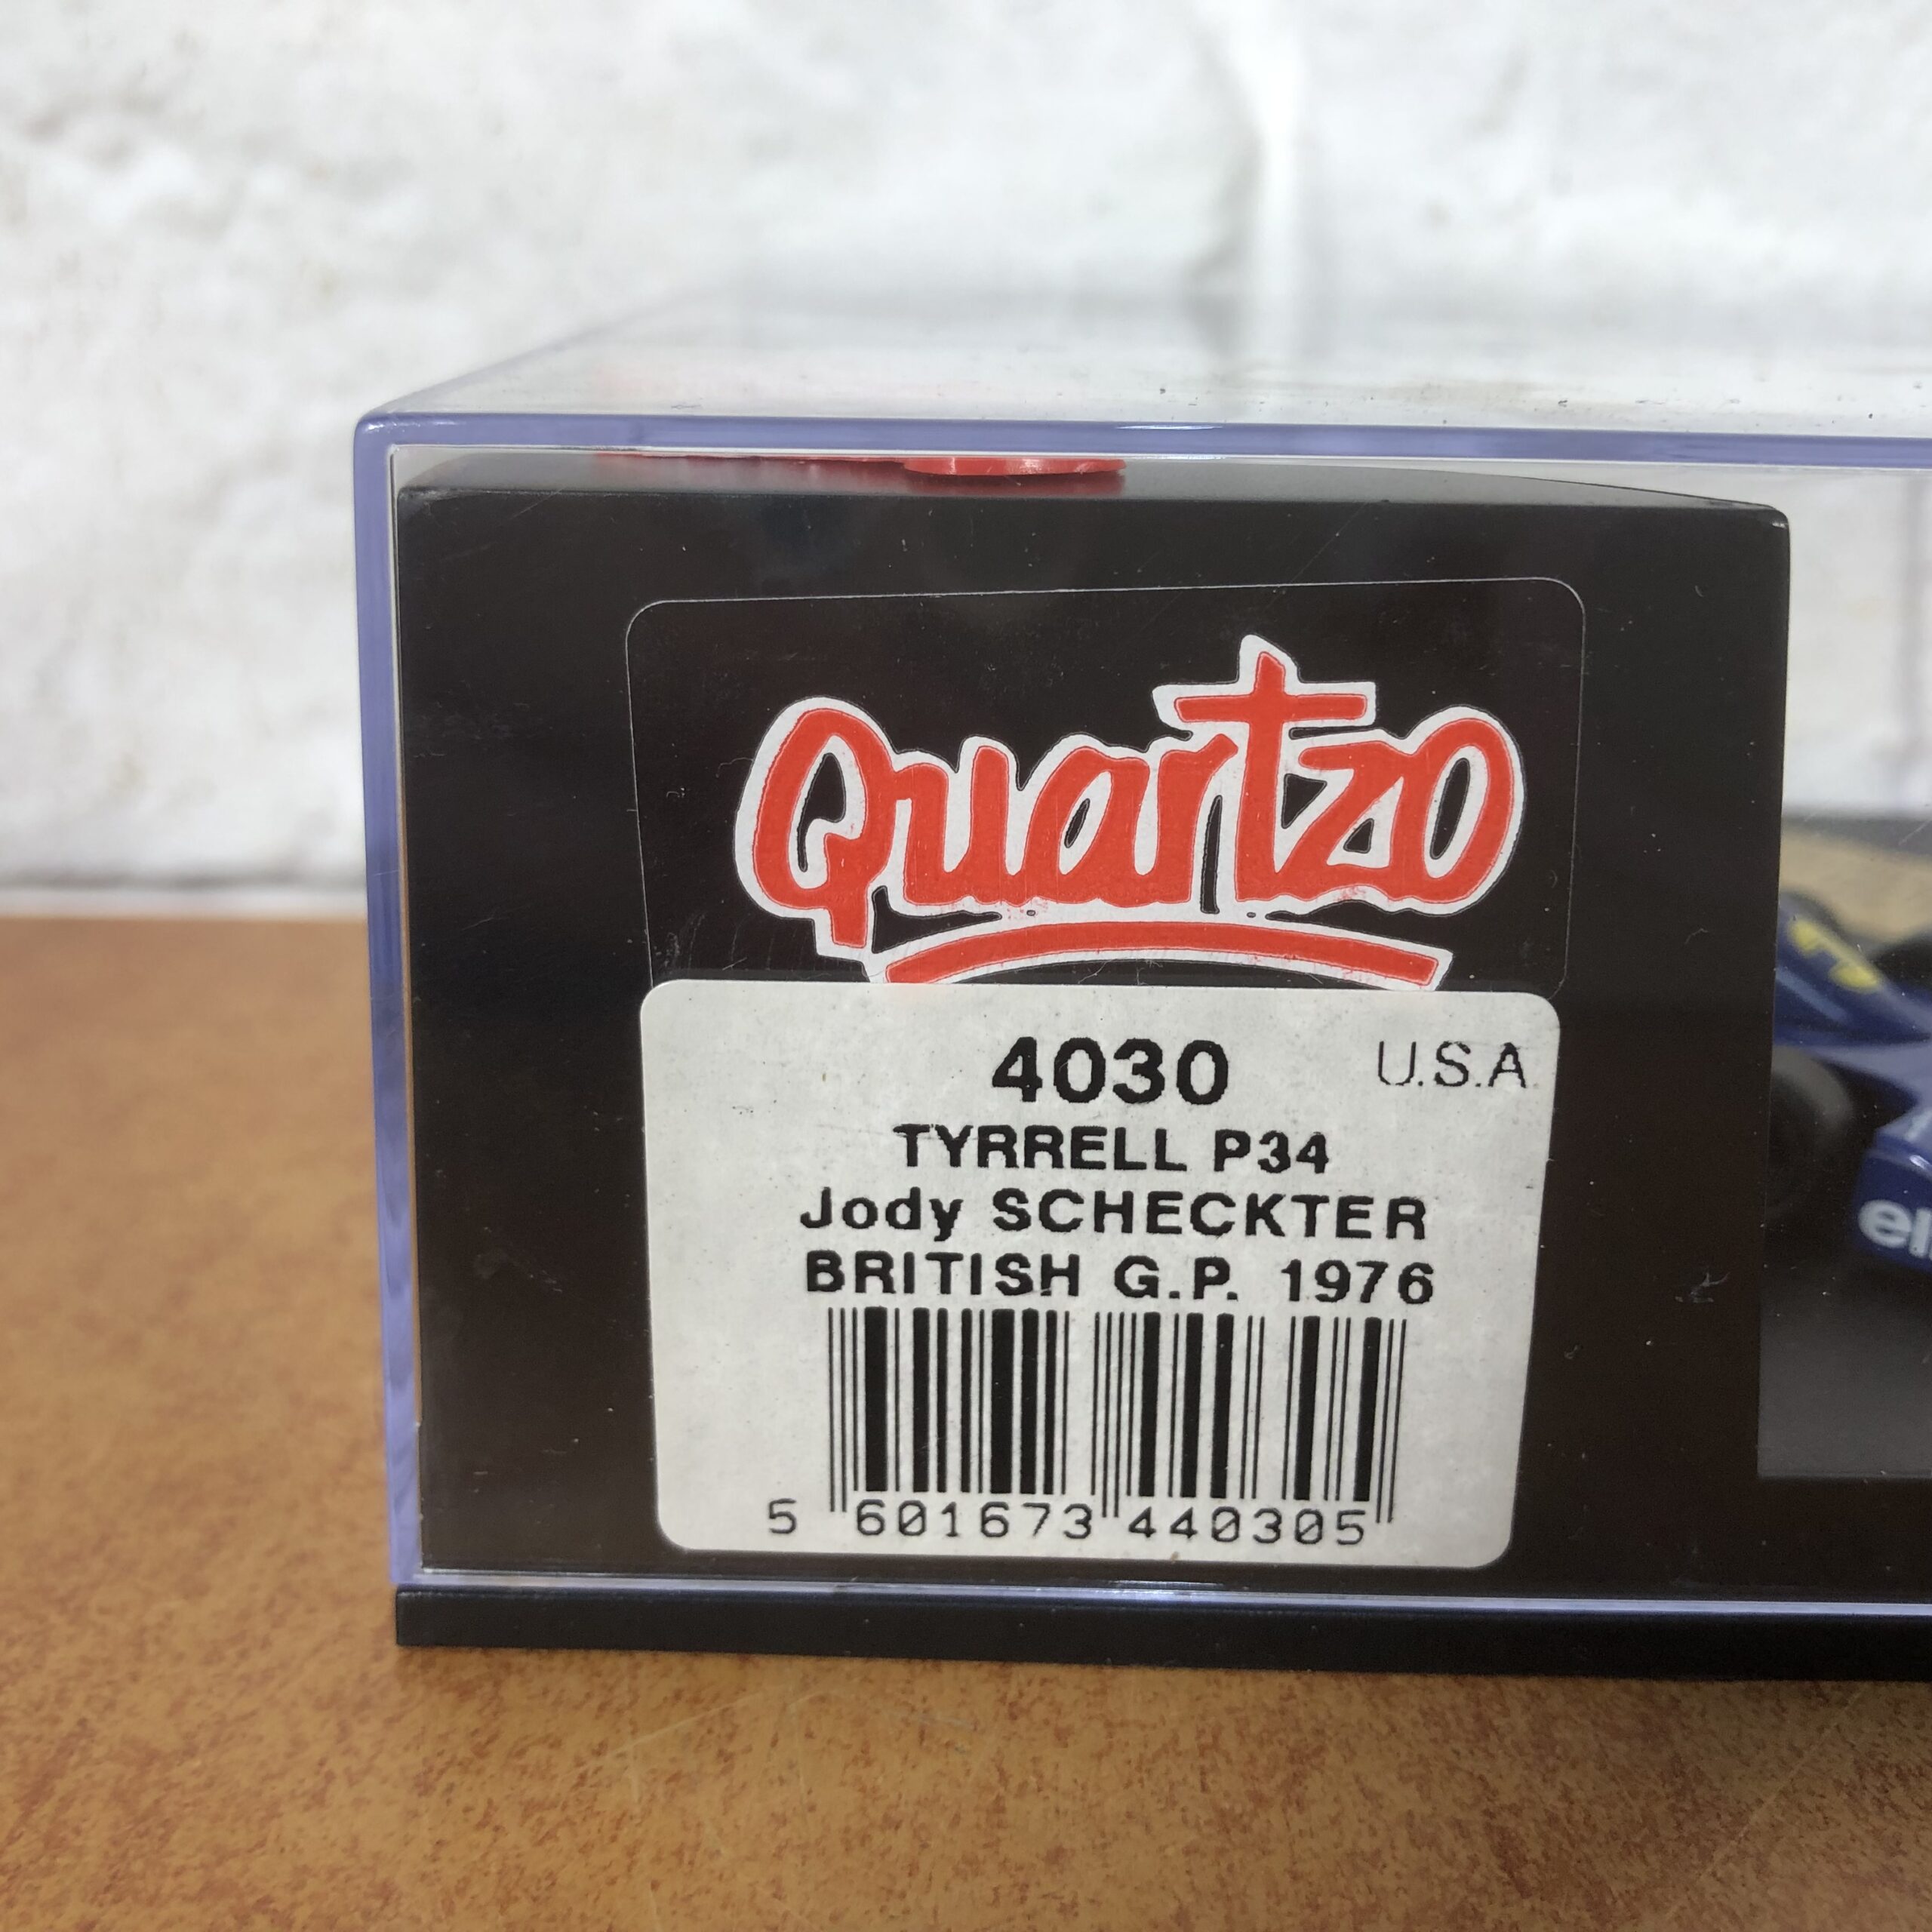 Quartzo
4030 U.S.A.
TYRRELL P34
Jody SCHECKTER
BRITISH G.P. 1976
5 601673 440305